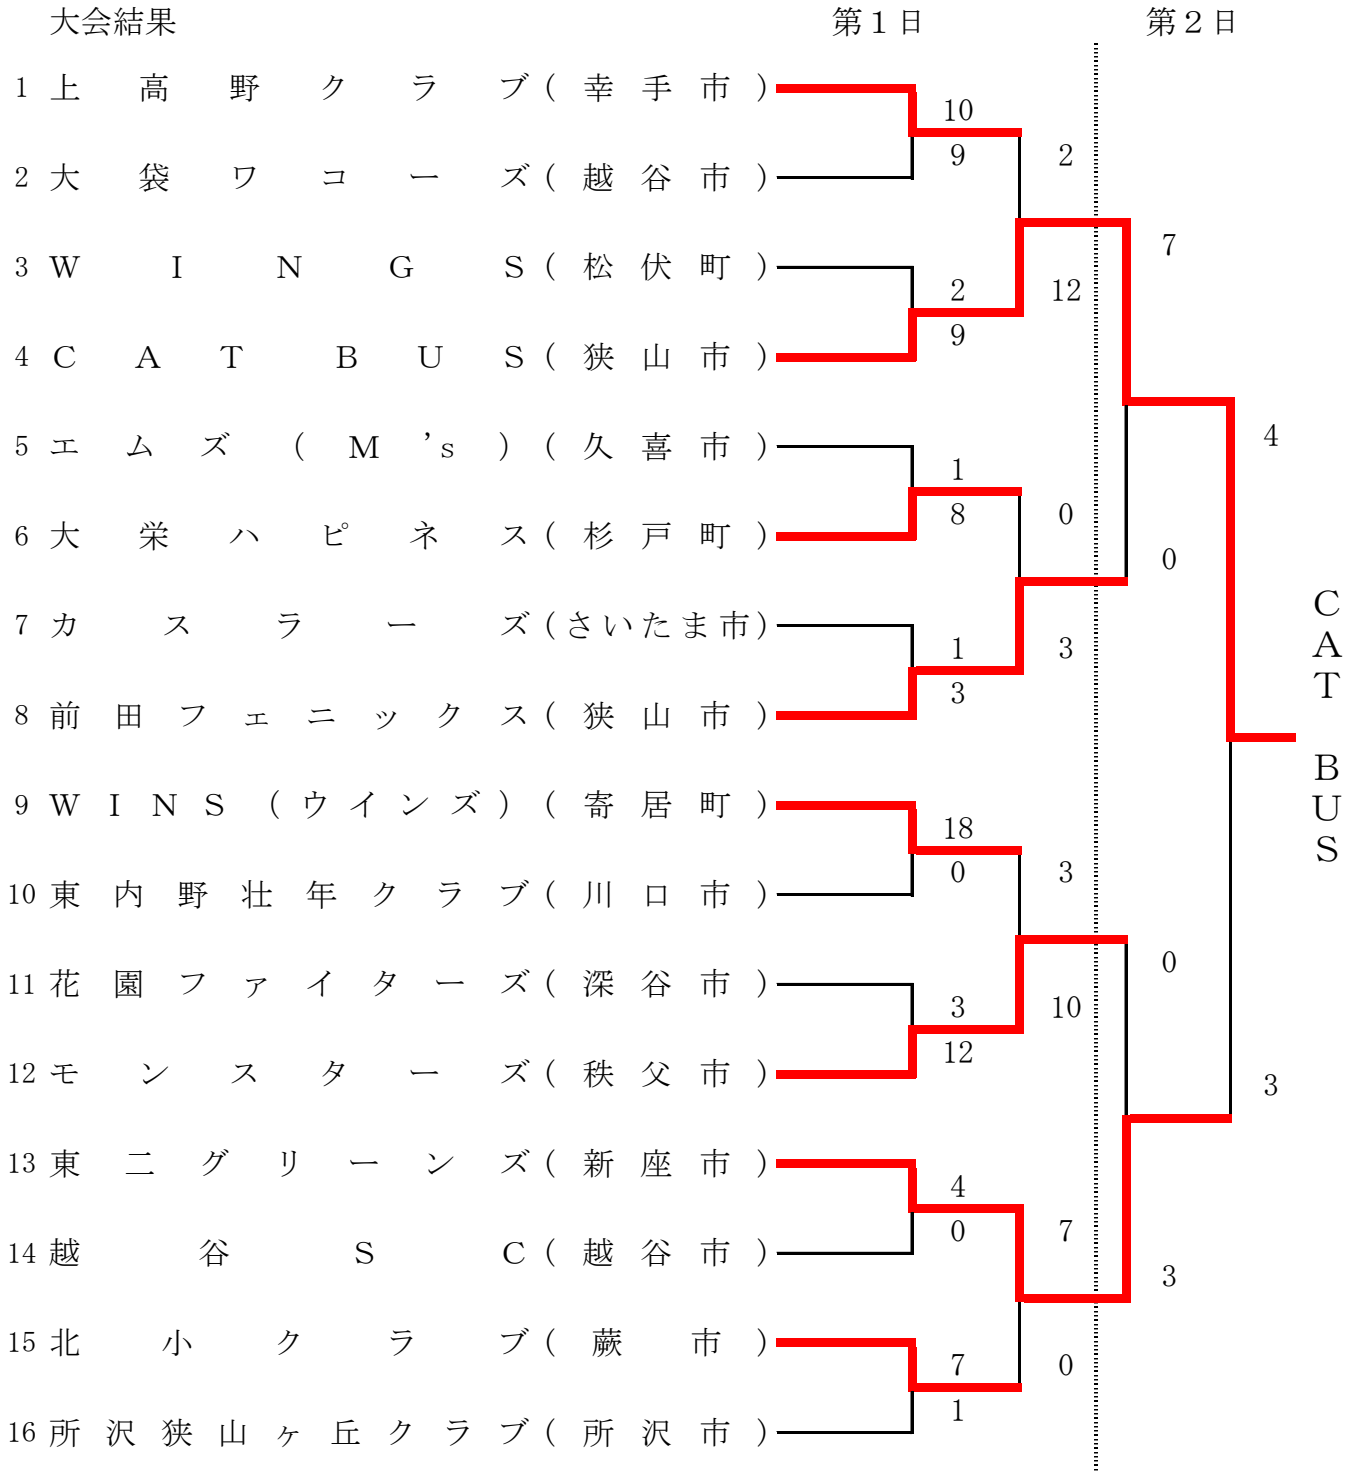 大会結果 第１日 第２日
1 上高野クラブ(幸手市)
10
9 2
2 大袋ワコーズ(越谷市)
7
3 ＷＩＮＧＳ(松伏町)
2 12
9
4 ＣＡＴ ＢＵＳ(狭山市)
4
5 エムズ(Ｍ’s)(久喜市)
1
8 0
6 大栄ハピネス(杉戸町)
0
7 カスラーズ(さいたま市)
1 3
3
8 前田フェニックス(狭山市)
ＣＡＴ ＢＵＳ
9 ＷＩＮＳ(ウインズ)(寄居町)
18
0 3
10 東内野壮年クラブ(川口市)
0
11 花園ファイターズ(深谷市)
3 10
12
12 モンスターズ(秩父市)
3
13 東二グリーンズ(新座市)
4
0 7
14 越谷ＳＣ(越谷市)
3
15 北小クラブ(蕨市)
7 0
1
16 所沢狭山ヶ丘クラブ(所沢市)